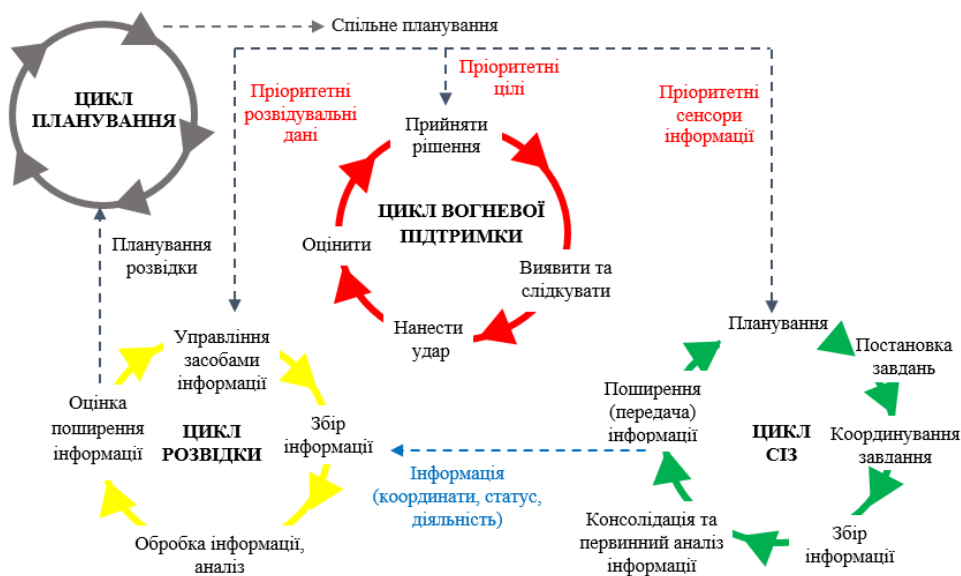 Спільне планування
ЦИКЛ
ПЛАНУВАННЯ
Пріоритетні
розвідувальні
дані
Пріоритетні
цілі
Пріоритетні
сенсори
інформації
Прийняти
рішення
ЦИКЛ ВОГНЕВОЇ
ПІДТРИМКИ
Оцінити
Виявити та
слідкувати
Нанести
удар
Планування
розвідки
Управління
засобами
інформації
Оцінка
поширення
інформації
ЦИКЛ
РОЗВІДКИ
Збір
інформації
Обробка інформації,
аналіз
Інформація
(координати, статус,
діяльність)
Планування
Постановка
завдань
Поширення
(передача)
інформації
ЦИКЛ
СІЗ
Координування
завдання
Консолідація та
первинний аналіз
інформації
Збір
інформації